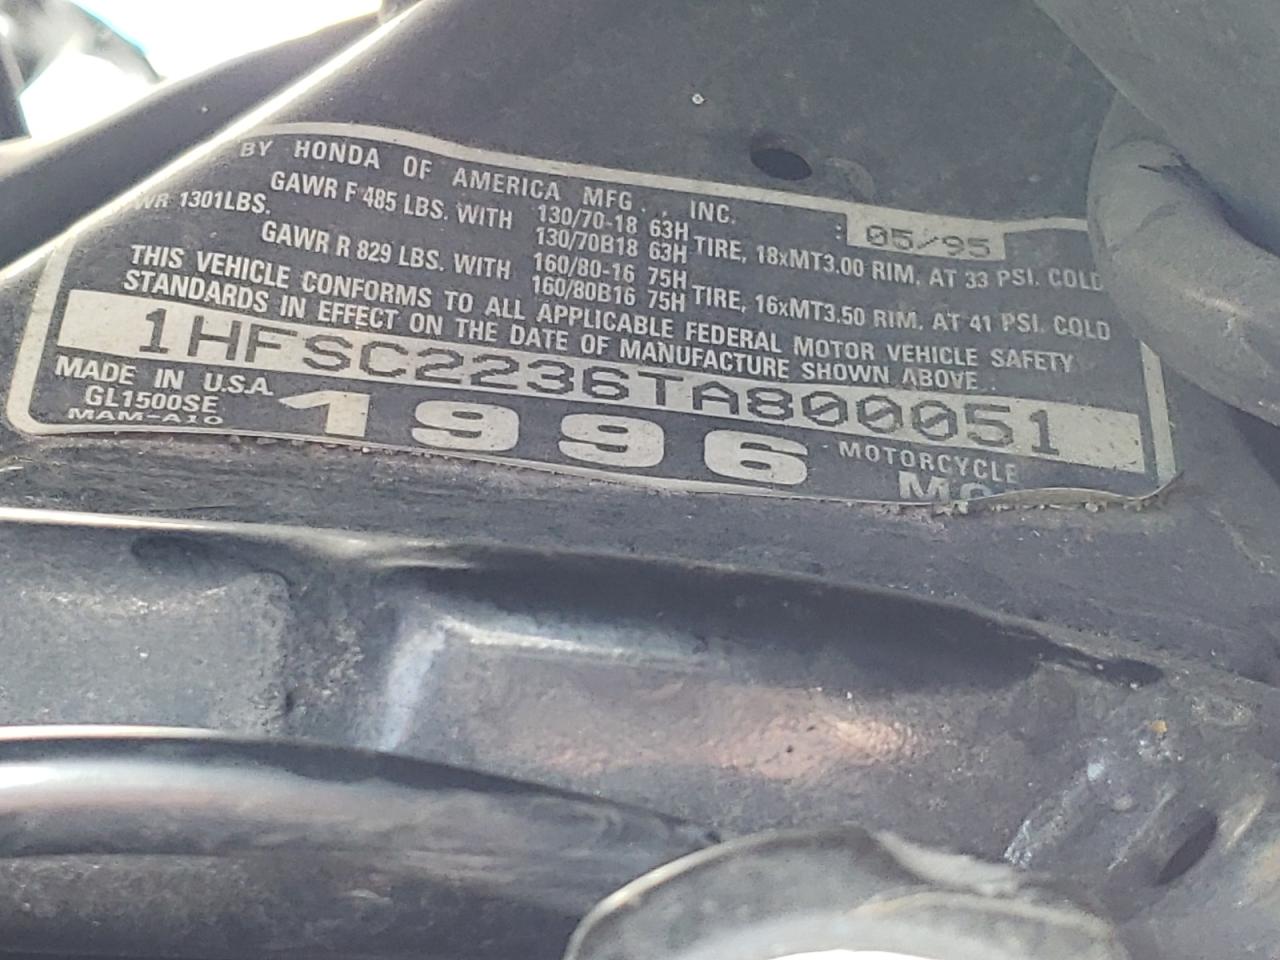 BY HONDA OF AMERICA MFG., INC. : 05/95
GAWR F 485 LBS. WITH 130/70-18 63H TIRE, 18xMT3.00 RIM, AT 33 PSI. COLD
130/70B18 63H
1301LBS.
GAWR R 829 LBS. WITH 160/80-16 75H TIRE, 16xMT3.50 RIM, AT 41 PSI. COLD
160/80B16 75H
THIS VEHICLE CONFORMS TO ALL APPLICABLE FEDERAL MOTOR VEHICLE SAFETY
STANDARDS IN EFFECT ON THE DATE OF MANUFACTURE SHOWN ABOVE.
1HFSC2236TA800051
MADE IN U.S.A.
GL1500SE
MAM-A10
1996
MOTORCYCLE